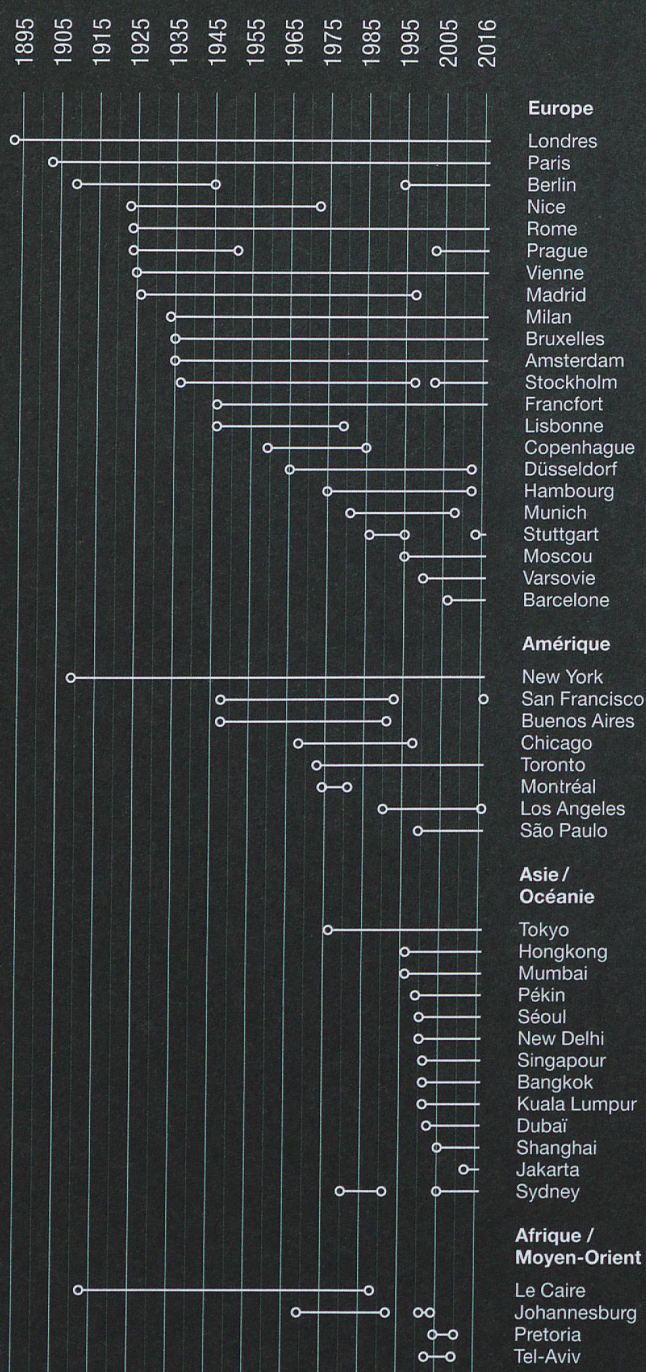 1895
1905
1915
1925
1935
1945
1955
1965
1975
1985
1995
2005
2016
Europe
Londres
Paris
Berlin
Nice
Rome
Prague
Vienne
Madrid
Milan
Bruxelles
Amsterdam
Stockholm
Francfort
Lisbonne
Copenhague
Düsseldorf
Hambourg
Munich
Stuttgart
Moscou
Varsovie
Barcelone
Amérique
New York
San Francisco
Buenos Aires
Chicago
Toronto
Montréal
Los Angeles
São Paulo
Asie /
Océanie
Tokyo
Hongkong
Mumbai
Pékin
Séoul
New Delhi
Singapour
Bangkok
Kuala Lumpur
Dubaï
Shanghai
Jakarta
Sydney
Afrique /
Moyen-Orient
Le Caire
Johannesburg
Pretoria
Tel-Aviv